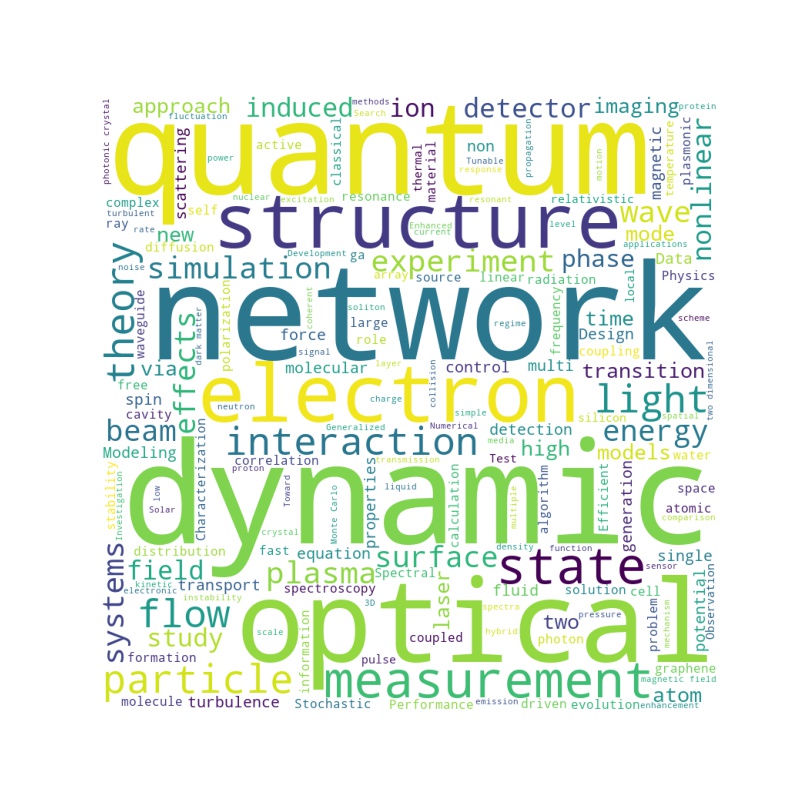 photonic crystal
approach
fluctuation
induced
methods
Search
ion
detector
imaging
protein
quantum
scattering
power
active
classical
thermal
material
non
Tunable
response
propagation
motion
magnetic
temperature
plasmonic
nonlinear
complex
turbulent
nuclear
excitation
resonance
resonant
relativistic
ray
rate
self
structure
Enhanced
current
level
wave
applications
new
diffusion
mode
theory
noise
simulation
Development
ga
experiment
phase
Data
array
source
linear
radiation
local
Physics
waveguide
dark matter
polarization
coherent
soliton
network
frequency
time
Design
scheme
force
large
role
regime
coupling
two dimensional
signal
effects
via
molecular
layer
control
multi
transition
free
spin
cavity
neutron
electron
charge
collision
simple
silicon
spatial
light
beam
Generalized
Numerical
detection
energy
Modeling
interaction
media
high
models
water
stability
Investigation
Characterization
correlation
proton
transmission
Test
low
Solar
Toward
Monte Carlo
properties
liquid
calculation
multiple
algorithm
Efficient
generation
space
atomic
comparison
dynamic
crystal
density
function
sensor
systems
distribution
fast
equation
surface
state
single
field
kinetic
electronic
transport
plasma
Spectral
spectroscopy
3D
laser
fluid
solution
cell
potential
Observation
instability
flow
optical
spectra
pressure
problem
mechanism
study
scale
information
coupled
hybrid
two
photon
formation
pulse
graphene
particle
measurement
magnetic field
atom
molecule
turbulence
Stochastic
Performance
emission
driven
evolution
enhancement